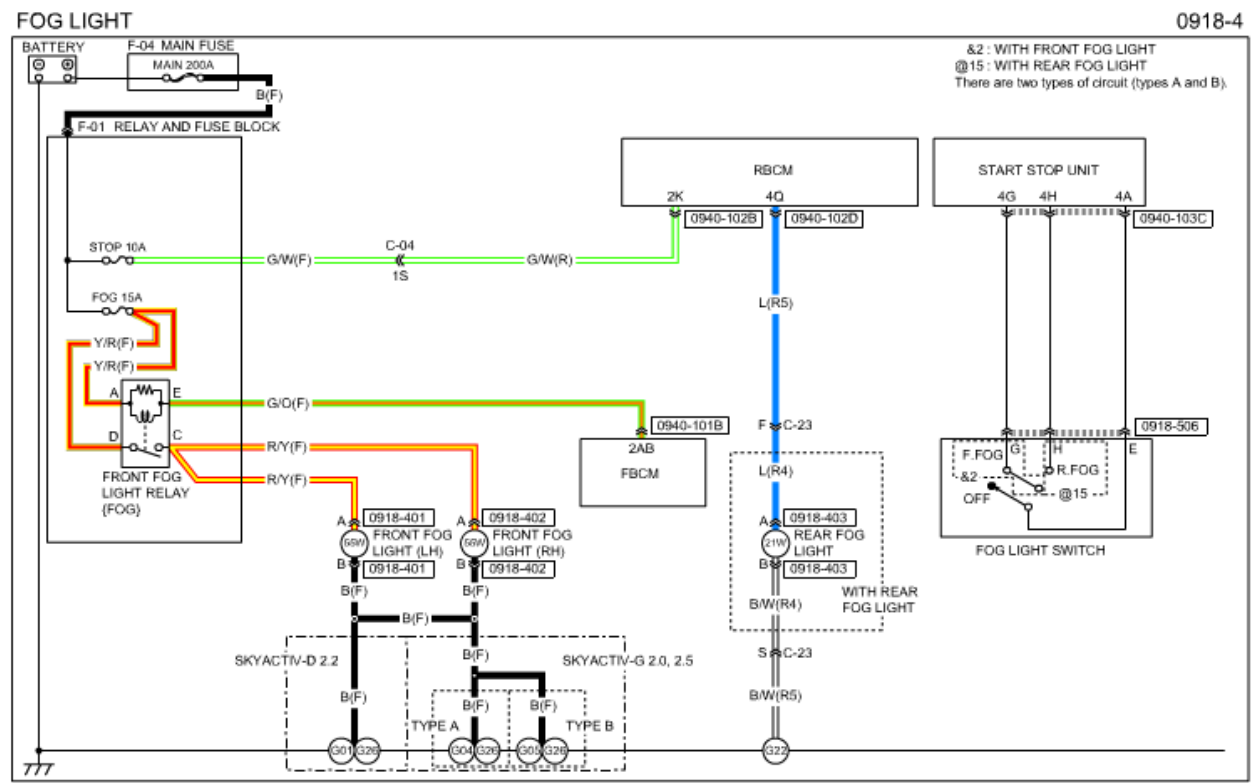 FOG LIGHT
0918-4
BATTERY
F-04 MAIN FUSE
MAIN 200A
B(F)
&2 : WITH FRONT FOG LIGHT
@15 : WITH REAR FOG LIGHT
There are two types of circuit (types A and B).
F-01 RELAY AND FUSE BLOCK
RBCM
START STOP UNIT
2K
4Q
4G
4H
4A
0940-102B
0940-102D
0940-103C
STOP 10A
G/W(F)
C-04
1S
G/W(R)
FOG 15A
L(R5)
Y/R(F)
Y/R(F)
A
E
G/O(F)
0940-101B
F
C-23
0918-506
D
C
R/Y(F)
2AB
FBCM
L(R4)
G
H
E
F.FOG
R.FOG
&2
@15
OFF
FRONT FOG
LIGHT RELAY
{FOG}
R/Y(F)
FOG LIGHT SWITCH
A
0918-401
A
0918-402
A
0918-403
55W
FRONT FOG
LIGHT (LH)
55W
FRONT FOG
LIGHT (RH)
21W
REAR FOG
LIGHT
B
0918-401
B
0918-402
B
0918-403
B(F)
B(F)
B/W(R4)
WITH REAR
FOG LIGHT
B(F)
SKYACTIV-D 2.2
B(F)
SKYACTIV-G 2.0, 2.5
S
C-23
B(F)
B(F)
B(F)
B/W(R5)
TYPE A
TYPE B
G01
G26
G04
G26
G05
G26
G22